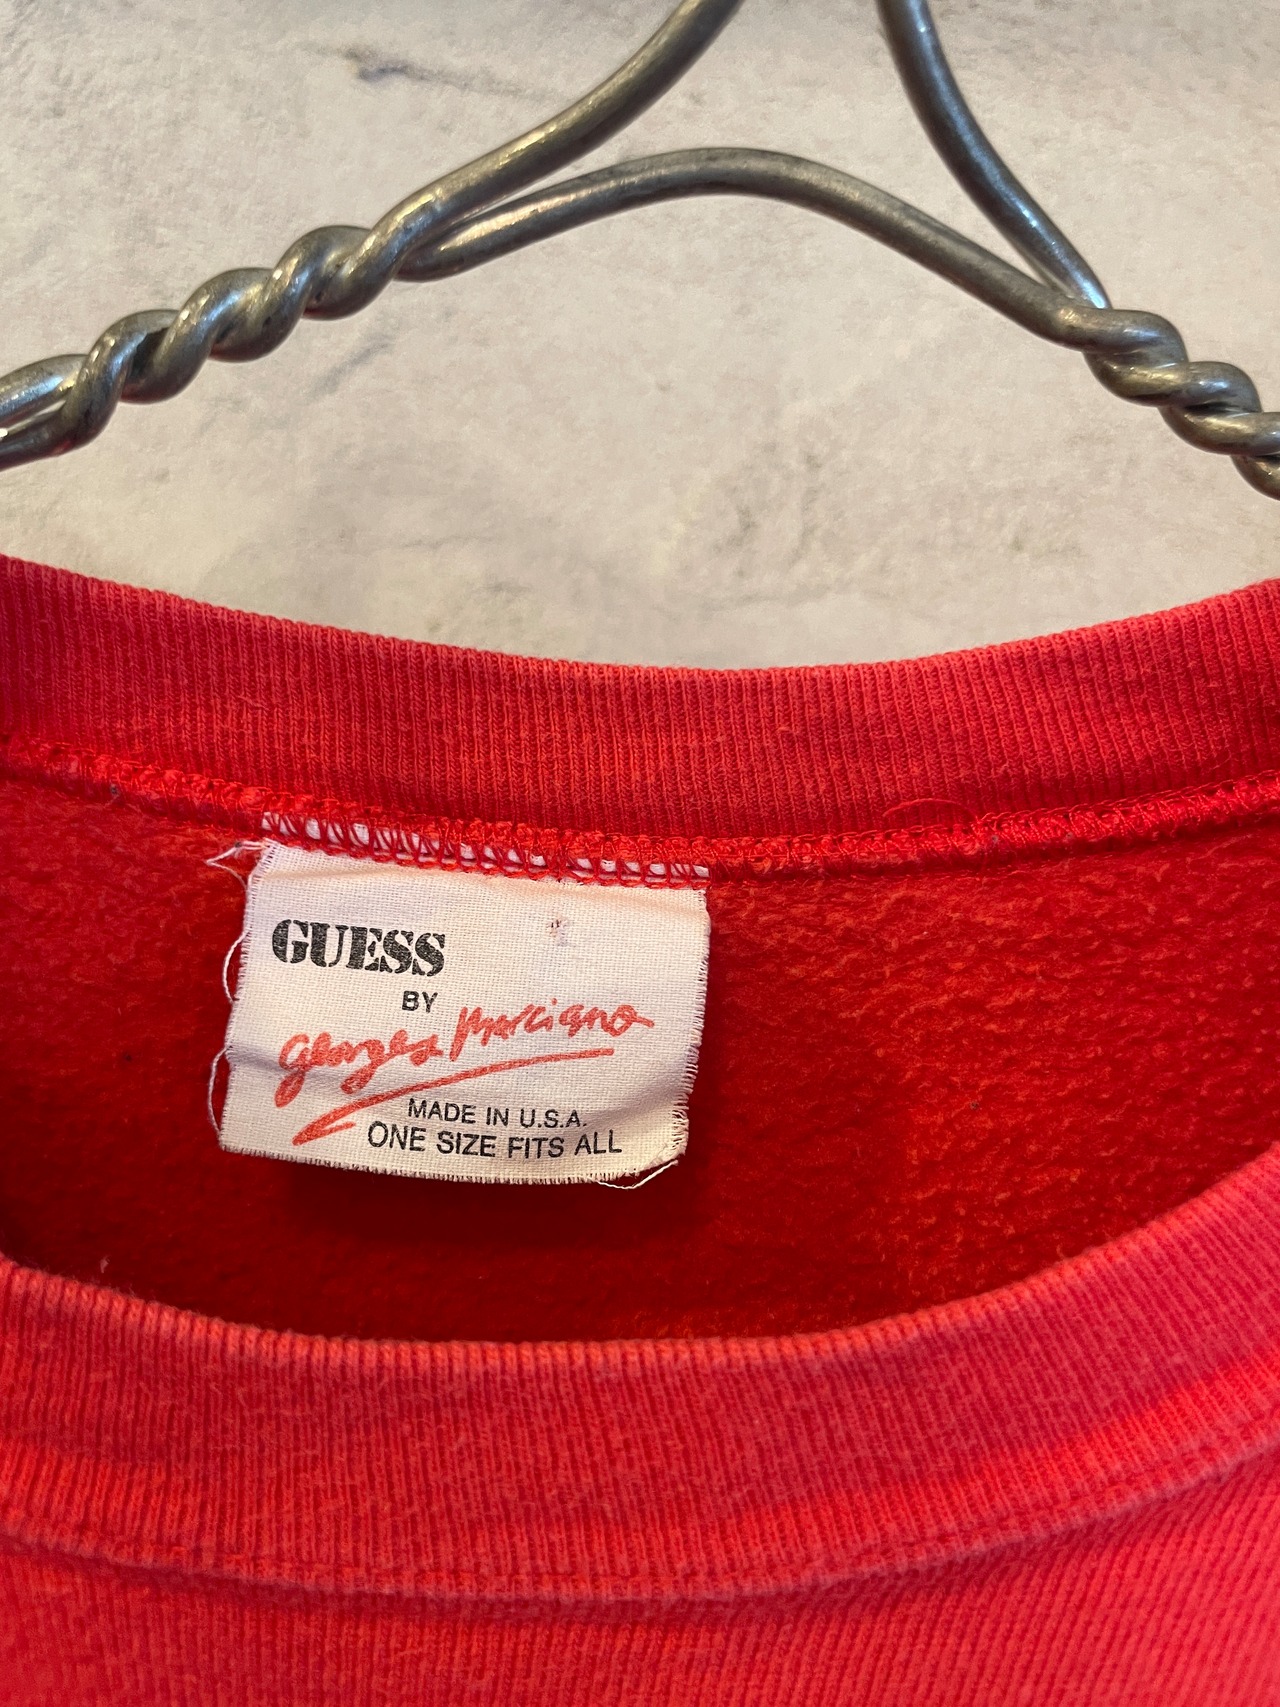 GUESS
BY
Georges Marciano
MADE IN U.S.A.
ONE SIZE FITS ALL